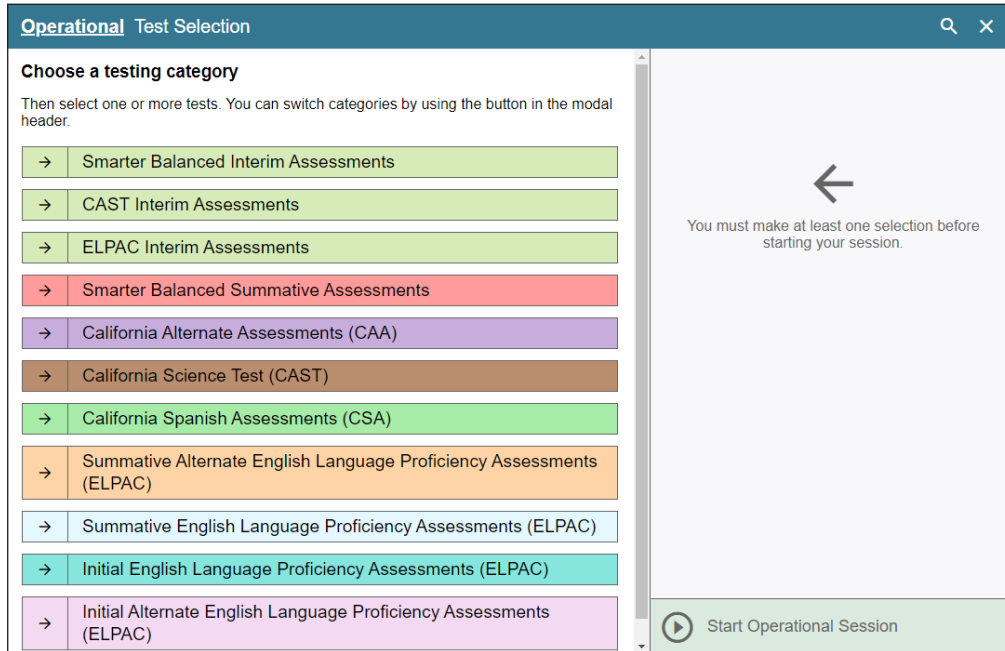 Operational Test Selection
Choose a testing category
Then select one or more tests. You can switch categories by using the button in the modal
header.
Smarter Balanced Interim Assessments
CAST Interim Assessments
ELPAC Interim Assessments
Smarter Balanced Summative Assessments
California Alternate Assessments (CAA)
California Science Test (CAST)
California Spanish Assessments (CSA)
Summative Alternate English Language Proficiency Assessments
(ELPAC)
Summative English Language Proficiency Assessments (ELPAC)
Initial English Language Proficiency Assessments (ELPAC)
Initial Alternate English Language Proficiency Assessments
(ELPAC)
You must make at least one selection before
starting your session.
Start Operational Session